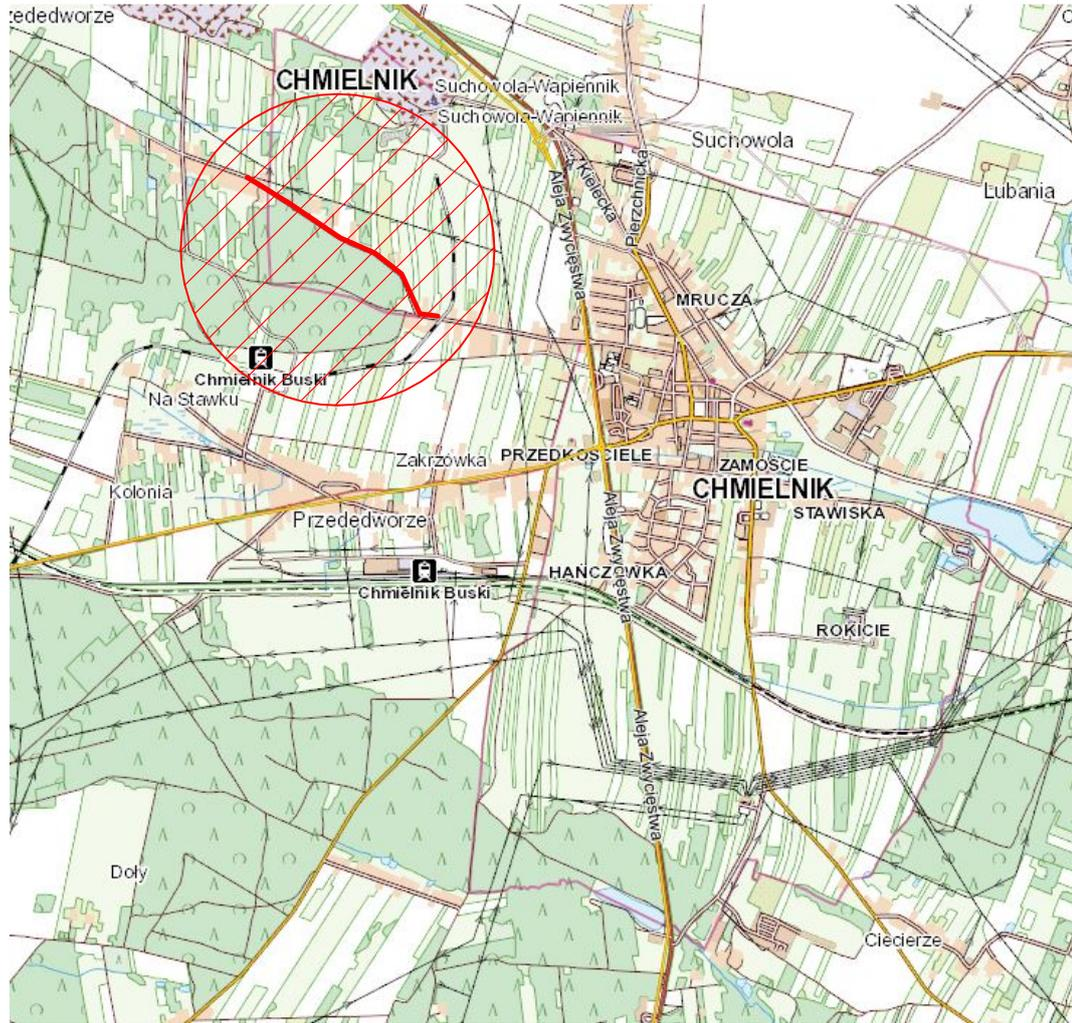 zededworze
CHMIELNIK
Suchowola-Wapiennik
Suchowola-Wapiennik
Suchowola
Kielecka
Pierzchnicka
Lubania
Aleja Zwycięstwa
MRUCZA
Chmielnik Buski
Na Stawku
Zakrzówka
PRZEDKOŚCIELE
ZAMOŚCIE
CHMIELNIK
Kolonia
STAWISKA
Przededworze
Aleja Zwycięstwa
HAŃCZÓWKA
Chmielnik Buski
ROKICIE
Aleja Zwycięstwa
Doły
Ciecierze